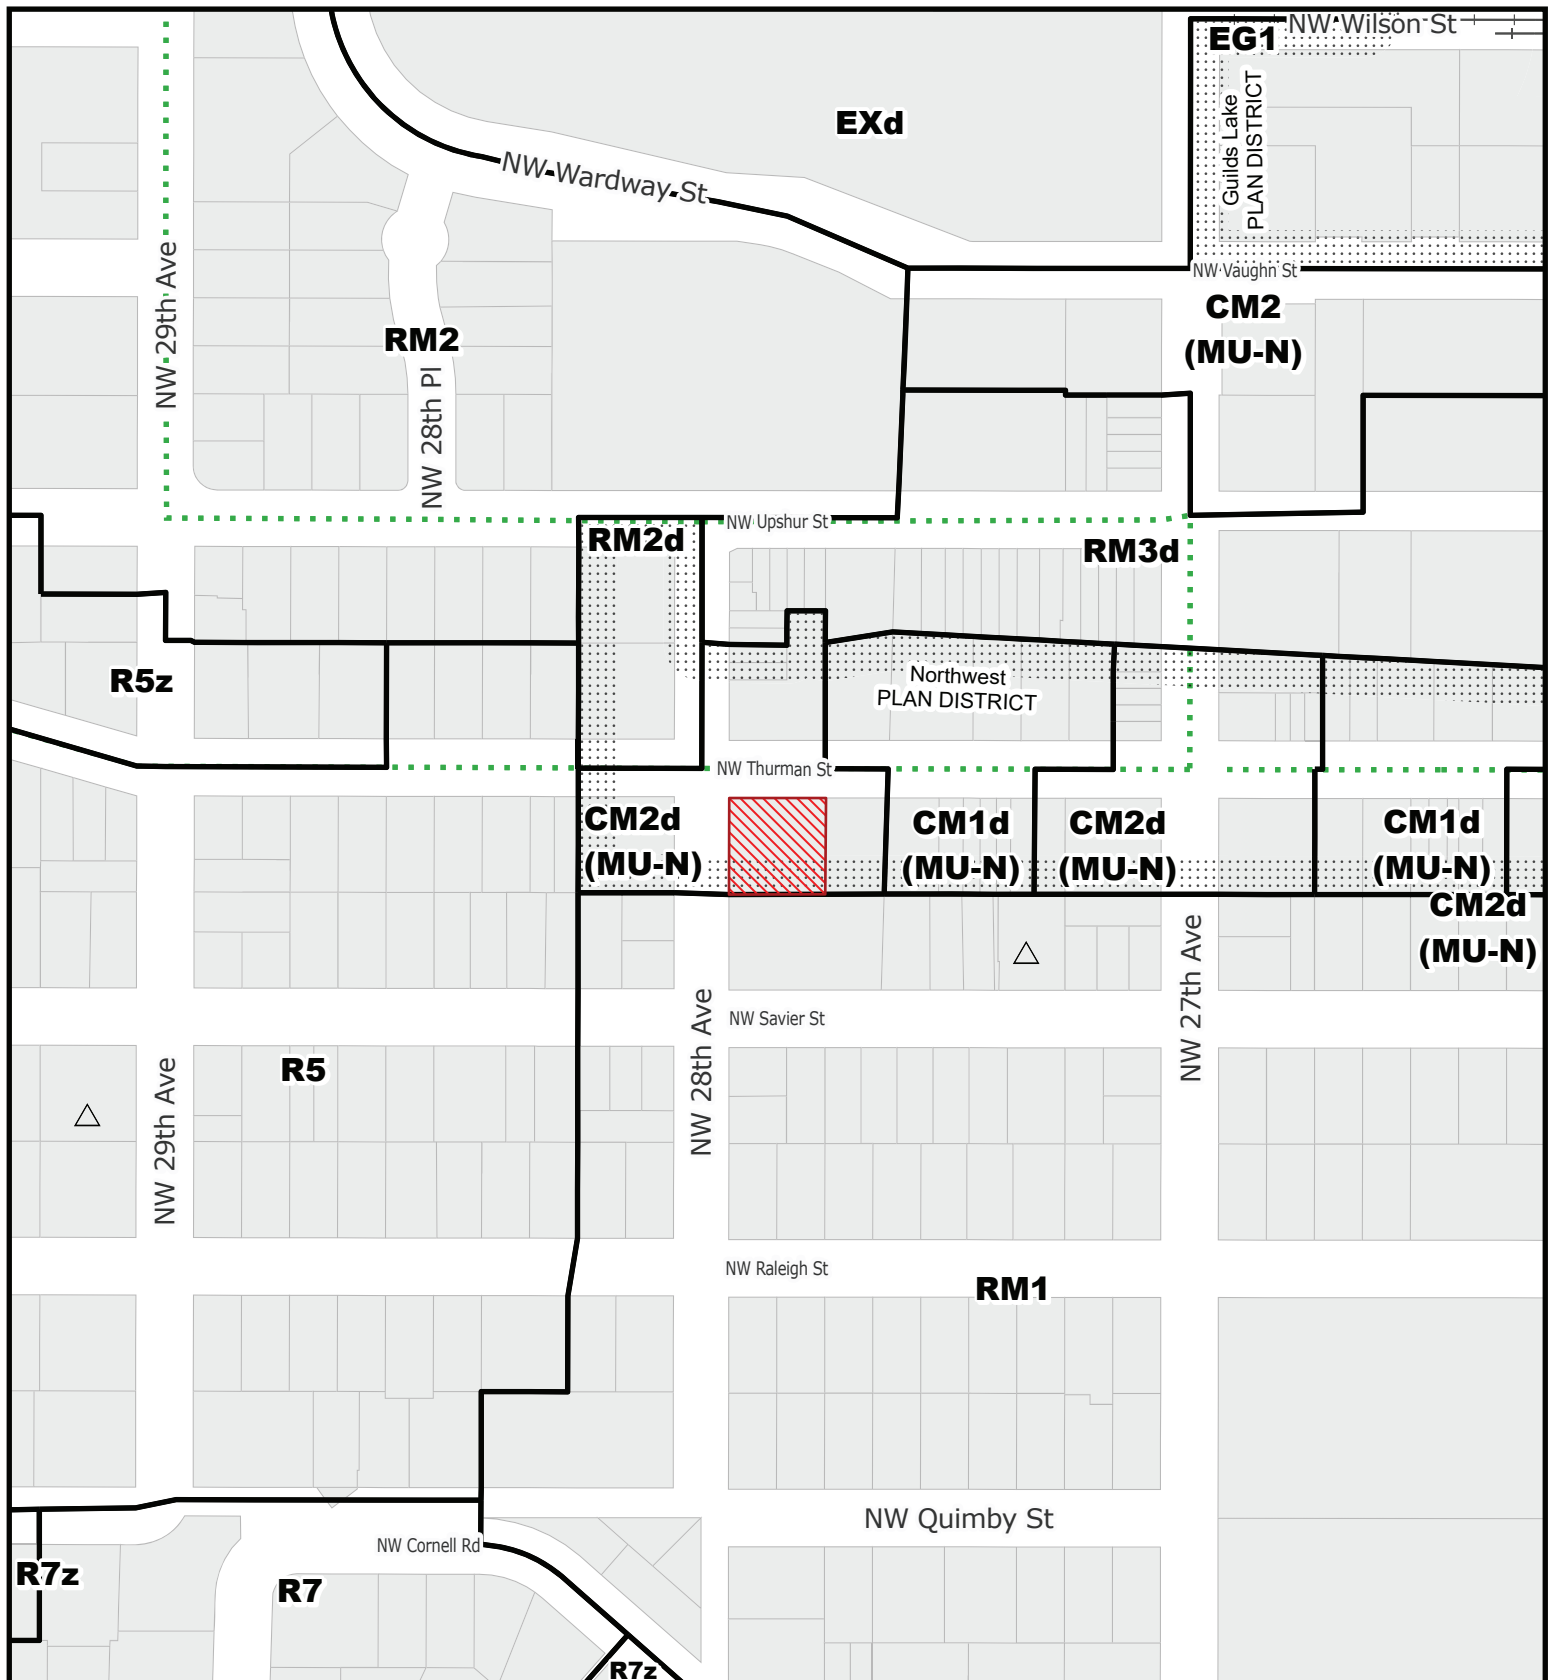 NW Wilson St
EG1
Guilds Lake
PLAN DISTRICT
EXd
NW Wardway St
NW Vaughn St
CM2
(MU-N)
NW 29th Ave
RM2
NW 28th Pl
NW Upshur St
RM2d
RM3d
R5z
Northwest
PLAN DISTRICT
NW Thurman St
CM2d
(MU-N)
CM1d
(MU-N)
CM2d
(MU-N)
CM1d
(MU-N)
CM2d
(MU-N)
NW 27th Ave
NW 28th Ave
NW Savier St
R5
NW 29th Ave
NW Raleigh St
RM1
NW Quimby St
NW Cornell Rd
R7z
R7
R7z